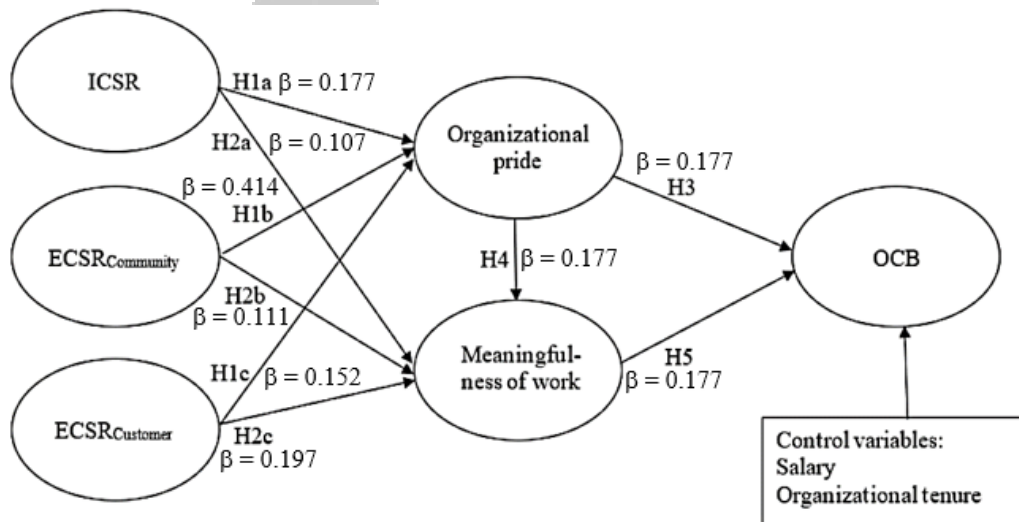 ICSR
H1a β = 0.177
H2a β = 0.107
Organizational
pride
β = 0.177
H3
β = 0.414
H1b
ECSRCommunity
H4 β = 0.177
OCB
H2b
β = 0.111
Meaningful-
ness of work
H5
β = 0.177
H1c β = 0.152
ECSRCustomer
H2c
β = 0.197
Control variables:
Salary
Organizational tenure